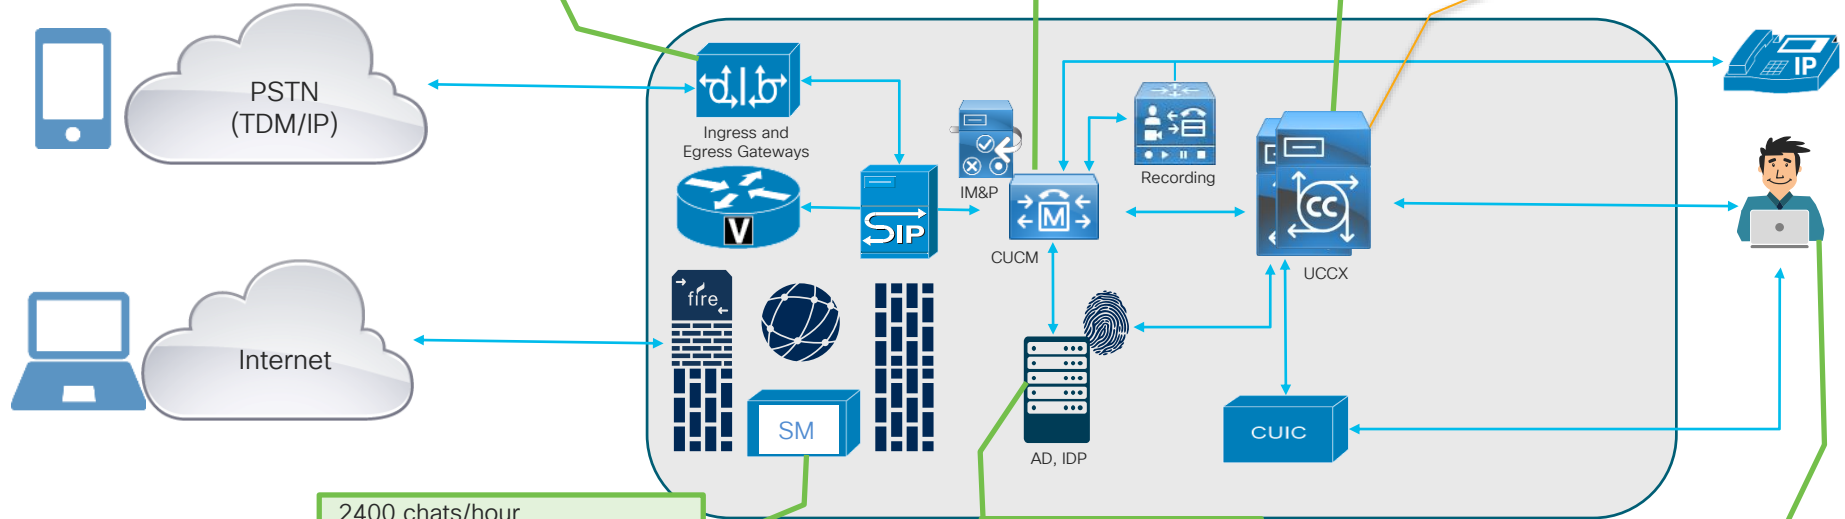 PSTN
(TDM/IP)
Ingress and
Egress Gateways
V
SIP
IM&P
M
CUCM
Recording
CC
UCCX
IP
Internet
fire
SM
AD, IDP
CUIC
2400 chats/hour